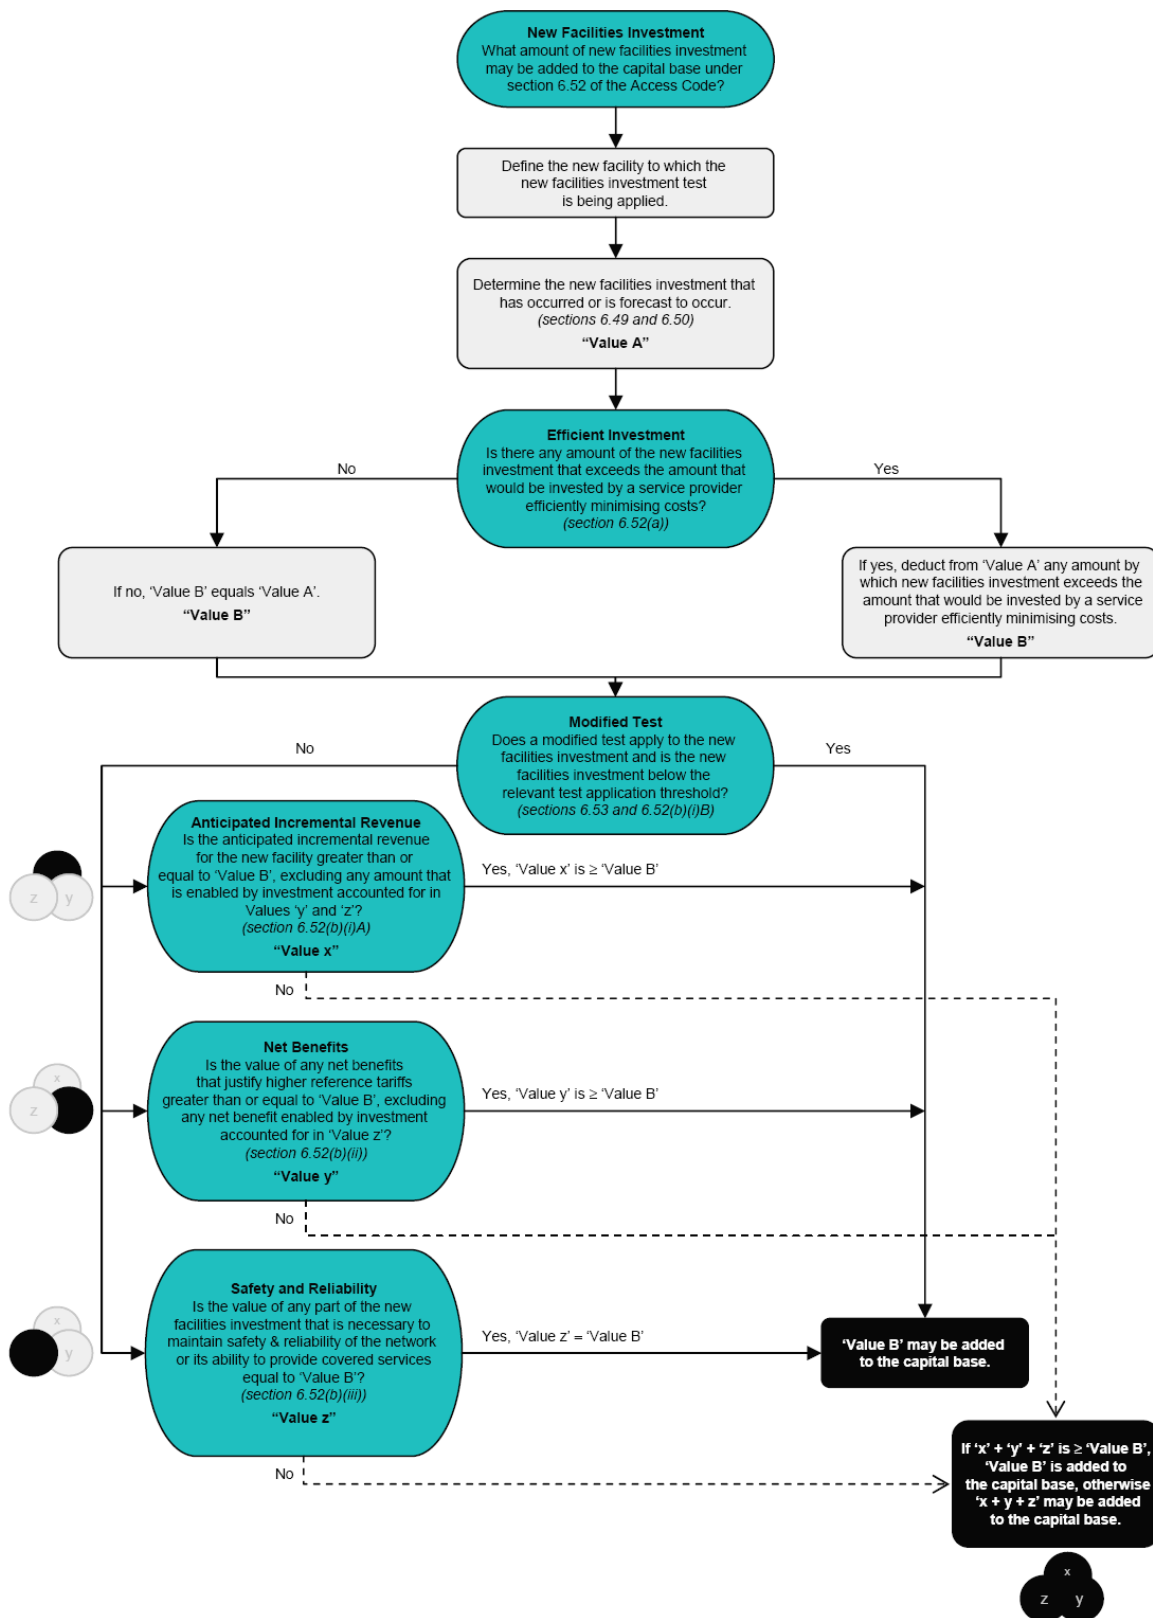 New Facilities Investment
What amount of new facilities investment
may be added to the capital base under
section 6.52 of the Access Code?
Define the new facility to which the
new facilities investment test
is being applied.
Determine the new facilities investment that
has occurred or is forecast to occur.
(sections 6.49 and 6.50)
“Value A”
Efficient Investment
Is there any amount of the new facilities
investment that exceeds the amount that
would be invested by a service provider
efficiently minimising costs?
(section 6.52(a))
No
Yes
If no, ‘Value B’ equals ‘Value A’.
“Value B”
If yes, deduct from ‘Value A’ any amount by
which new facilities investment exceeds the
amount that would be invested by a service
provider efficiently minimising costs.
“Value B”
Modified Test
Does a modified test apply to the new
facilities investment and is the new
facilities investment below the
relevant test application threshold?
(sections 6.53 and 6.52(b)(i)B)
No
Yes
Anticipated Incremental Revenue
Is the anticipated incremental revenue
for the new facility greater than or
equal to ‘Value B’, excluding any amount that
is enabled by investment accounted for in
Values ‘y’ and ‘z’?
(section 6.52(b)(i)A)
“Value x”
z y
Yes, ‘Value x’ is ≥ ‘Value B’
No
Net Benefits
Is the value of any net benefits
that justify higher reference tariffs
greater than or equal to ‘Value B’, excluding
any net benefit enabled by investment
accounted for in ‘Value z’?
(section 6.52(b)(ii))
“Value y”
x
z
Yes, ‘Value y’ is ≥ ‘Value B’
No
Safety and Reliability
Is the value of any part of the new
facilities investment that is necessary to
maintain safety & reliability of the network
or its ability to provide covered services
equal to ‘Value B’?
(section 6.52(b)(iii))
“Value z”
x
y
Yes, ‘Value z’ = ‘Value B’
No
‘Value B’ may be added
to the capital base.
If ‘x’ + ‘y’ + ‘z’ is ≥ ‘Value B’,
‘Value B’ is added to
the capital base, otherwise
‘x + y + z’ may be added
to the capital base.
x
z y